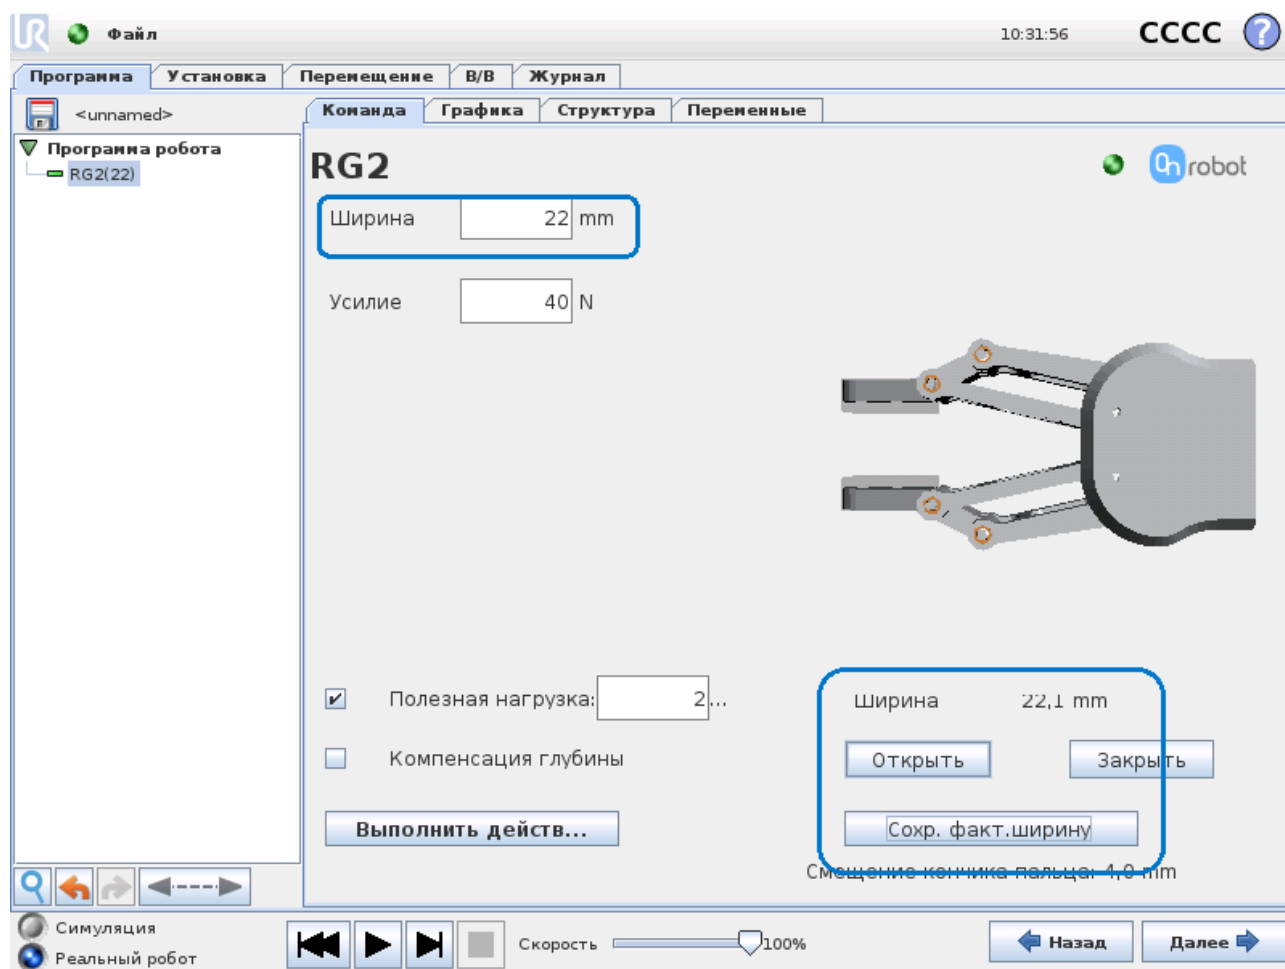 Файл
10:31:56
CCCC
?
Программа Установка Перемещение В/В Журнал
<unnamed>
Команда Графика Структура Переменные
Программа робота
RG2(22)
RG2
On robot
Ширина 22 mm
Усилие 40 N
Полезная нагрузка: 2...
Ширина 22,1 mm
Компенсация глубины
Открыть Закрыть
Выполнить действ...
Сохр. факт.ширину
Смещение кончика пальца: 4,0 mm
Симуляция
Реальный робот
Скорость 100%
Назад Далее